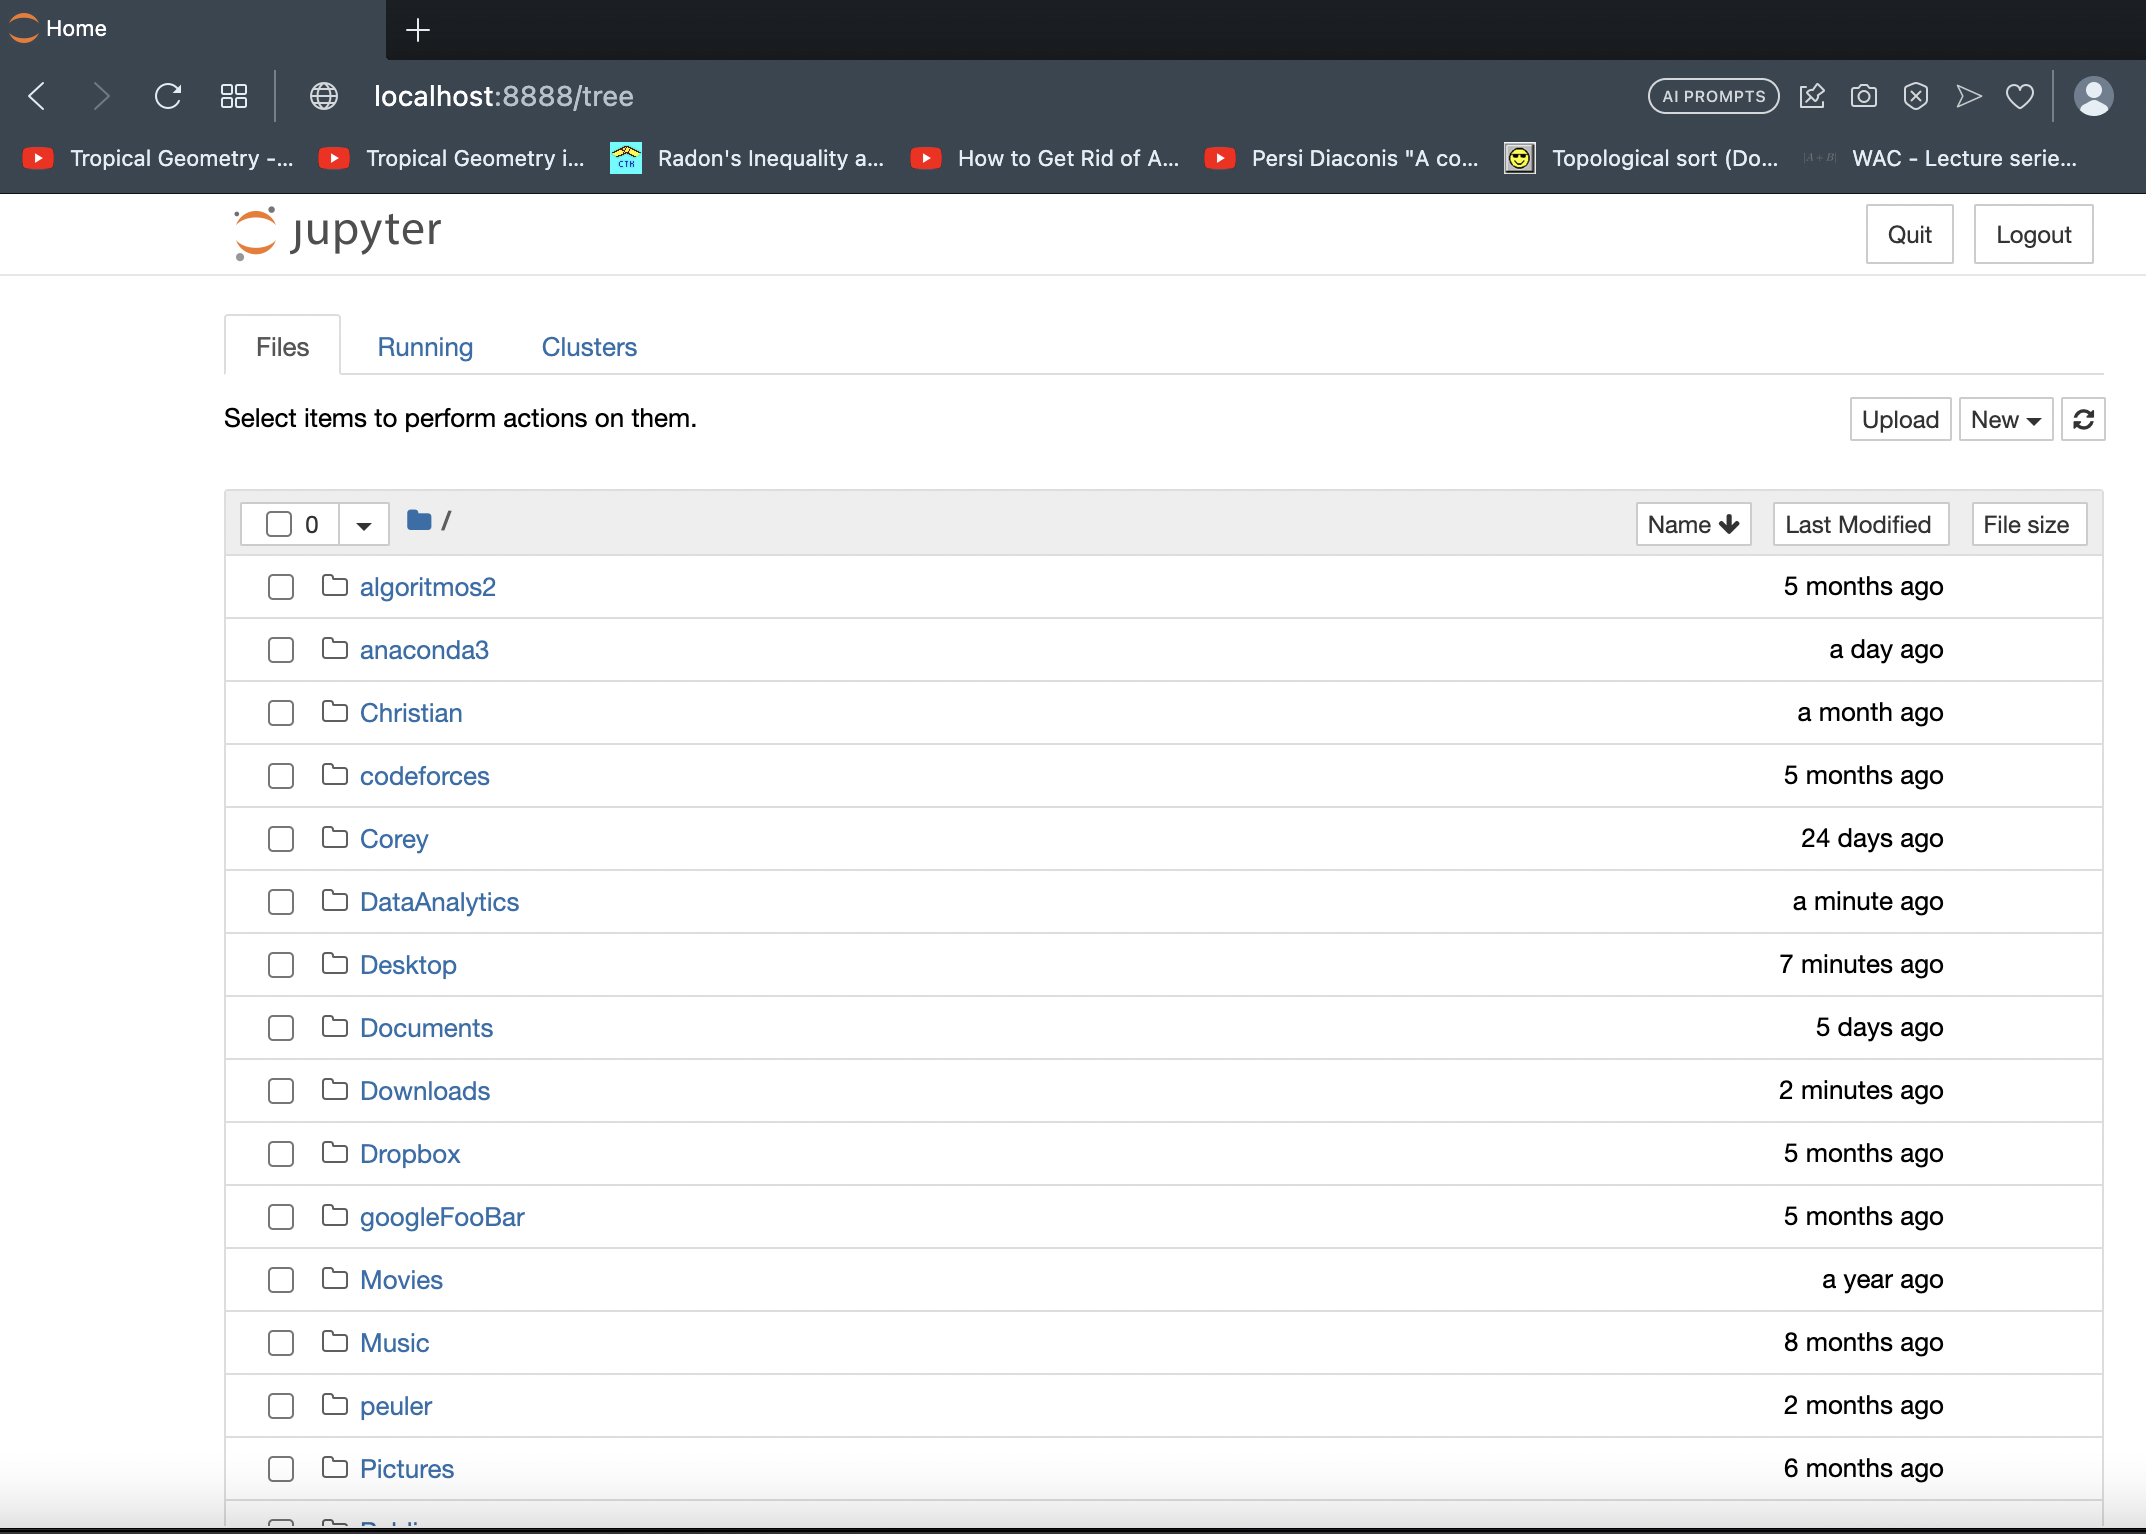 Home
localhost:8888/tree
AI PROMPTS
Tropical Geometry -... Tropical Geometry i... CTK Radon's Inequality a... How to Get Rid of A... Persi Diaconis "A co... Topological sort (Do... |A+B| WAC - Lecture serie...
jupyter
Quit Logout
Files Running Clusters
Select items to perform actions on them.
Upload New
0 / Name Last Modified File size
algoritmos2 5 months ago
anaconda3 a day ago
Christian a month ago
codeforces 5 months ago
Corey 24 days ago
DataAnalytics a minute ago
Desktop 7 minutes ago
Documents 5 days ago
Downloads 2 minutes ago
Dropbox 5 months ago
googleFooBar 5 months ago
Movies a year ago
Music 8 months ago
peuler 2 months ago
Pictures 6 months ago